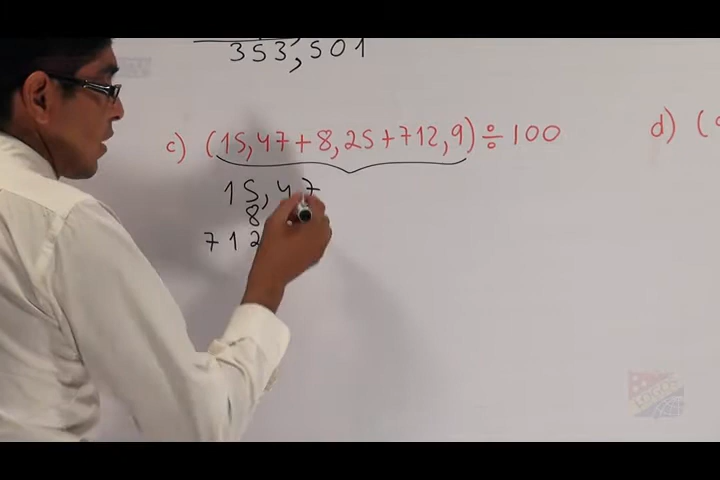 353,501
c) (15,47+8,25+712,9)÷100
d) (
15,47
8
712